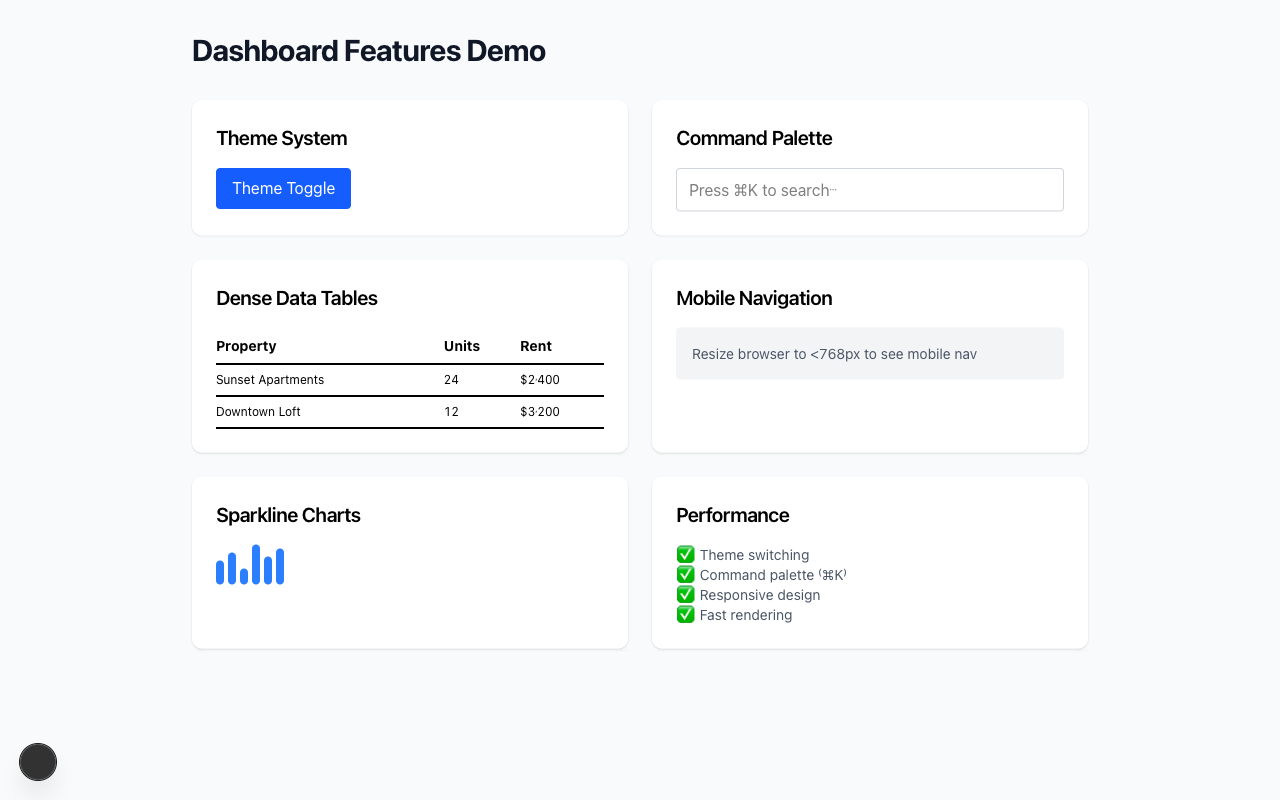 Dashboard Features Demo
Theme System
Theme Toggle
Command Palette
Press ⌘K to search...
Dense Data Tables
Property Units Rent
Sunset Apartments 24 $2,400
Downtown Loft 12 $3,200
Mobile Navigation
Resize browser to <768px to see mobile nav
Sparkline Charts
Performance
✅ Theme switching
✅ Command palette (⌘K)
✅ Responsive design
✅ Fast rendering